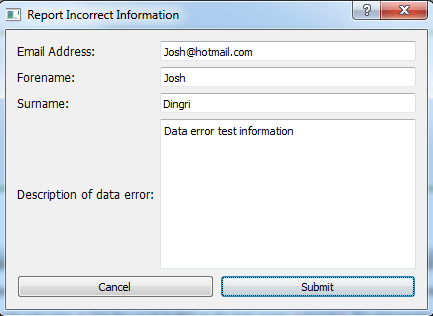 Report Incorrect Information
Email Address: Josh@hotmail.com
Forename: Josh
Surname: Dingri
Description of data error: Data error test information
Cancel Submit